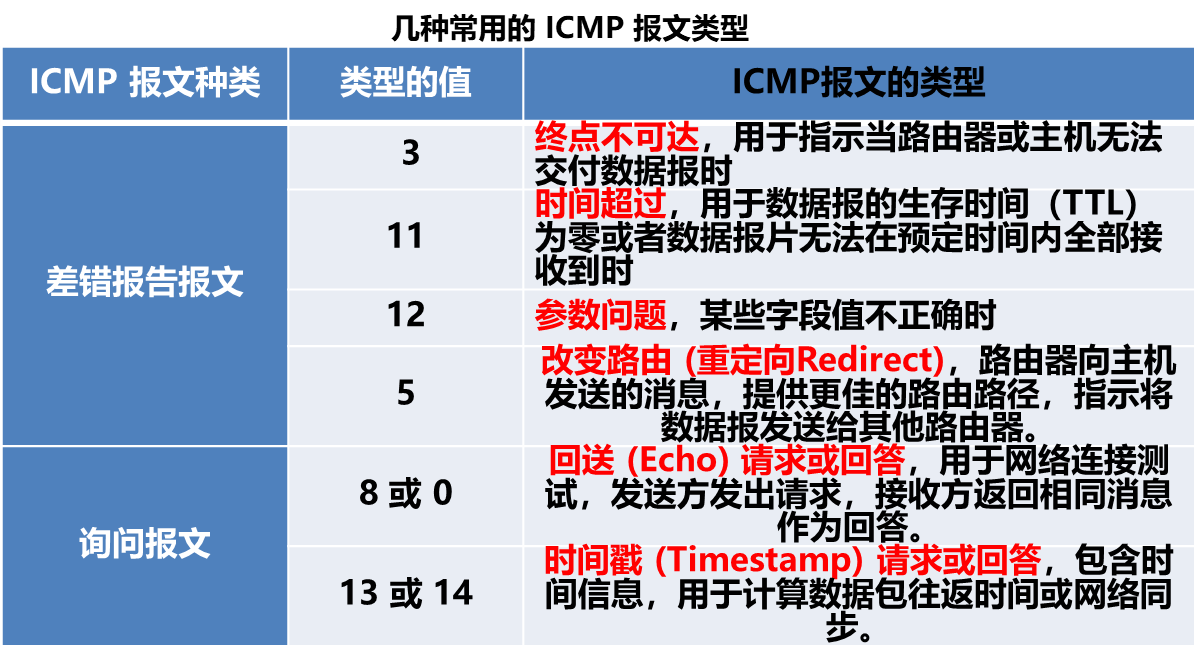 几种常用的 ICMP 报文类型
ICMP 报文种类
类型的值
ICMP报文的类型
差错报告报文
3
终点不可达，用于指示当路由器或主机无法
交付数据报时
11
时间超过，用于数据报的生存时间（TTL）
为零或者数据报片无法在预定时间内全部接
收到时
12
参数问题，某些字段值不正确时
5
改变路由 (重定向Redirect)，路由器向主机
发送的消息，提供更佳的路由路径，指示将
数据报发送给其他路由器。
询问报文
8 或 0
回送 (Echo) 请求或回答，用于网络连接测
试，发送方发出请求，接收方返回相同消息
作为回答。
13 或 14
时间戳 (Timestamp) 请求或回答，包含时
间信息，用于计算数据包往返时间或网络同
步。